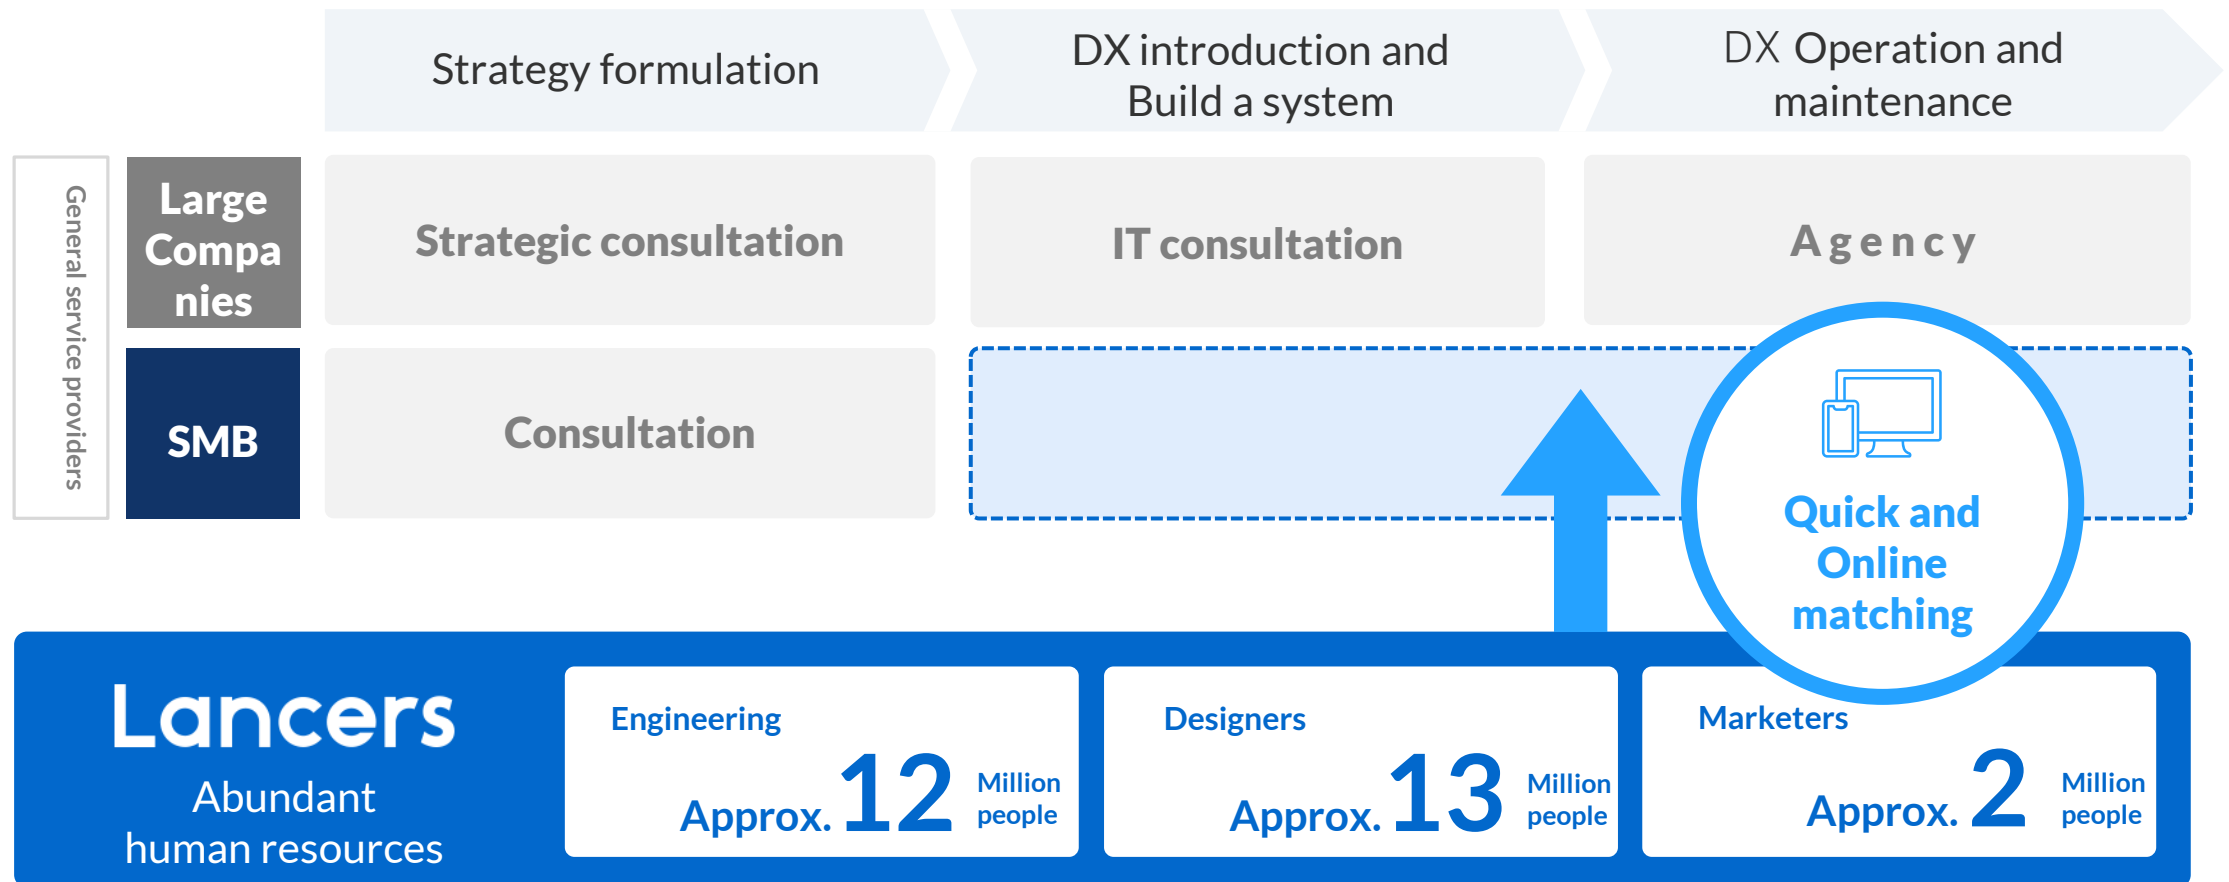 Strategy formulation
DX introduction and
Build a system
DX Operation and
maintenance
General service providers
Large
Compa
nies
Strategic consultation
IT consultation
Agency
SMB
Consultation
Quick and
Online
matching
Lancers
Abundant
human resources
Engineering
Approx. 12 Million
people
Designers
Approx. 13 Million
people
Marketers
Approx. 2 Million
people